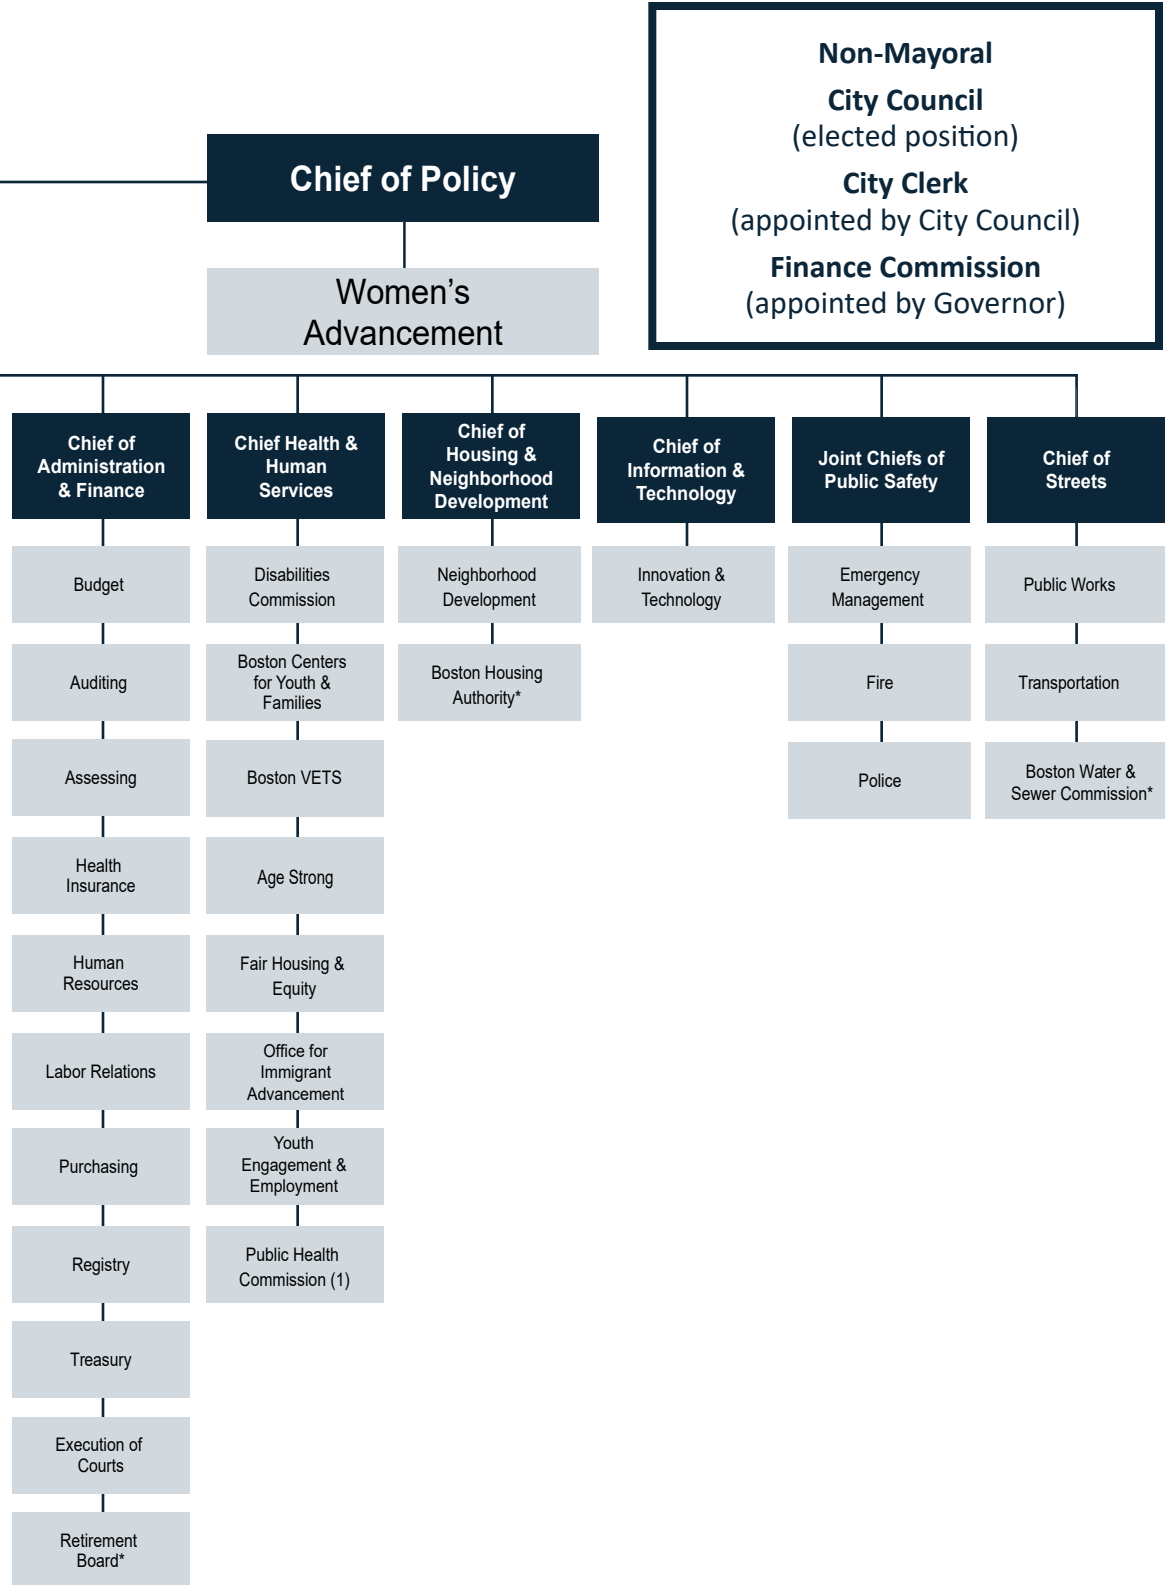 Non-Mayoral
City Council
(elected position)
City Clerk
(appointed by City Council)
Finance Commission
(appointed by Governor)
Chief of Policy
Women’s
Advancement
Chief of
Administration
& Finance
Budget
Auditing
Assessing
Health
Insurance
Human
Resources
Labor Relations
Purchasing
Registry
Treasury
Execution of
Courts
Retirement
Board*
Chief Health &
Human
Services
Disabilities
Commission
Boston Centers
for Youth &
Families
Boston VETS
Age Strong
Fair Housing &
Equity
Office for
Immigrant
Advancement
Youth
Engagement &
Employment
Public Health
Commission (1)
Chief of
Housing &
Neighborhood
Development
Neighborhood
Development
Boston Housing
Authority*
Chief of
Information &
Technology
Innovation &
Technology
Joint Chiefs of
Public Safety
Emergency
Management
Fire
Police
Chief of
Streets
Public Works
Transportation
Boston Water &
Sewer Commission*